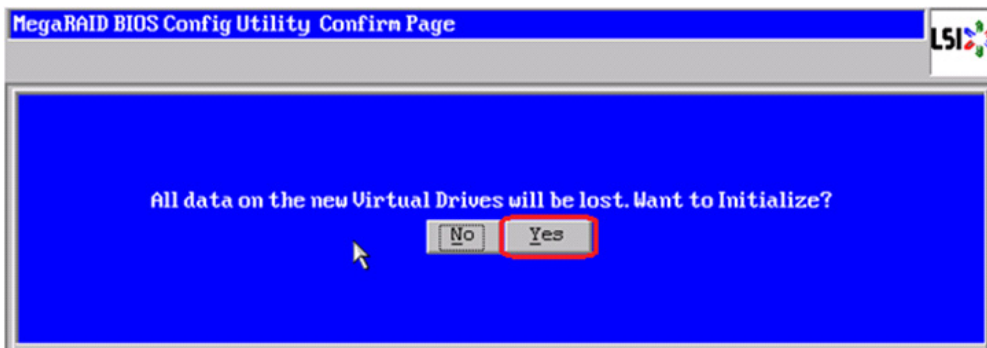 MegaRAID BIOS Config Utility Confirm Page
LSI
All data on the new Virtual Drives will be lost. Want to Initialize?
No Yes